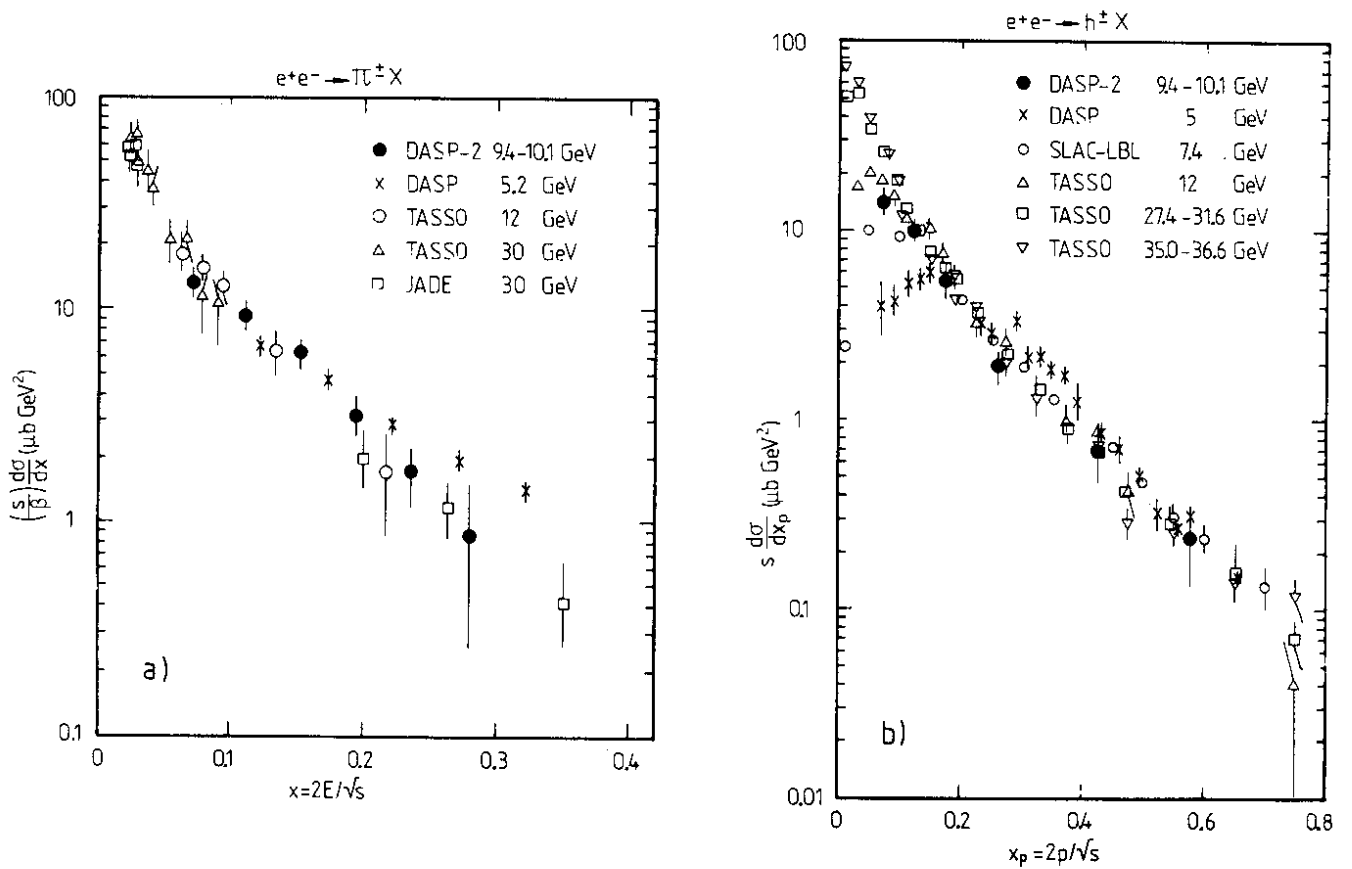 e+e- → π± X
100
10
1
0.1
(s/β) dσ/dx (μb GeV²)
● DASP-2 9.4-10.1 GeV
× DASP 5.2 GeV
○ TASSO 12 GeV
△ TASSO 30 GeV
□ JADE 30 GeV
a)
0 0.1 0.2 0.3 0.4
x=2E/√s
e+e- → h± X
100
10
1
0.1
0.01
s dσ/dxp (μb GeV²)
● DASP-2 9.4-10.1 GeV
× DASP 5 GeV
○ SLAC-LBL 7.4 GeV
△ TASSO 12 GeV
□ TASSO 27.4-31.6 GeV
▽ TASSO 35.0-36.6 GeV
b)
0 0.2 0.4 0.6 0.8
xp=2p/√s